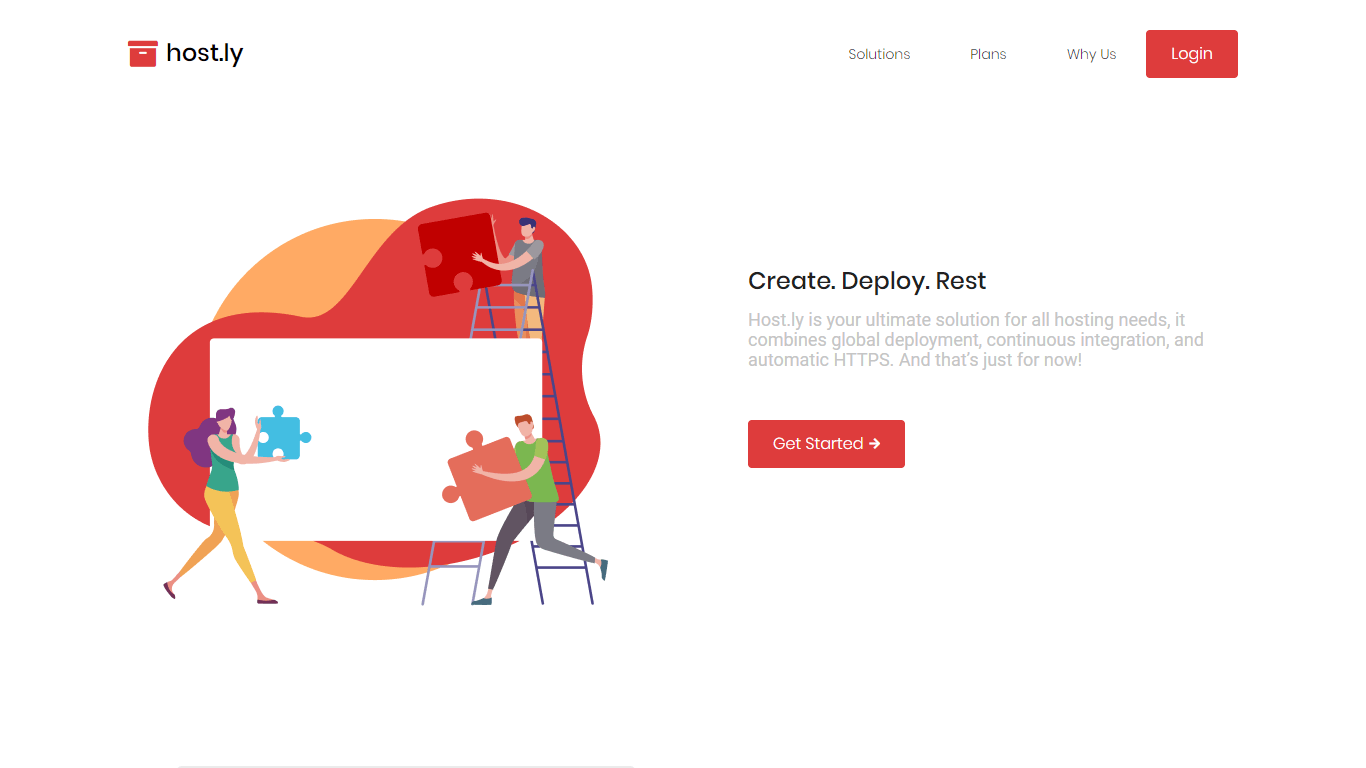 host.ly
Solutions
Plans
Why Us
Login
Create. Deploy. Rest
Host.ly is your ultimate solution for all hosting needs, it
combines global deployment, continuous integration, and
automatic HTTPS. And that's just for now!
Get Started